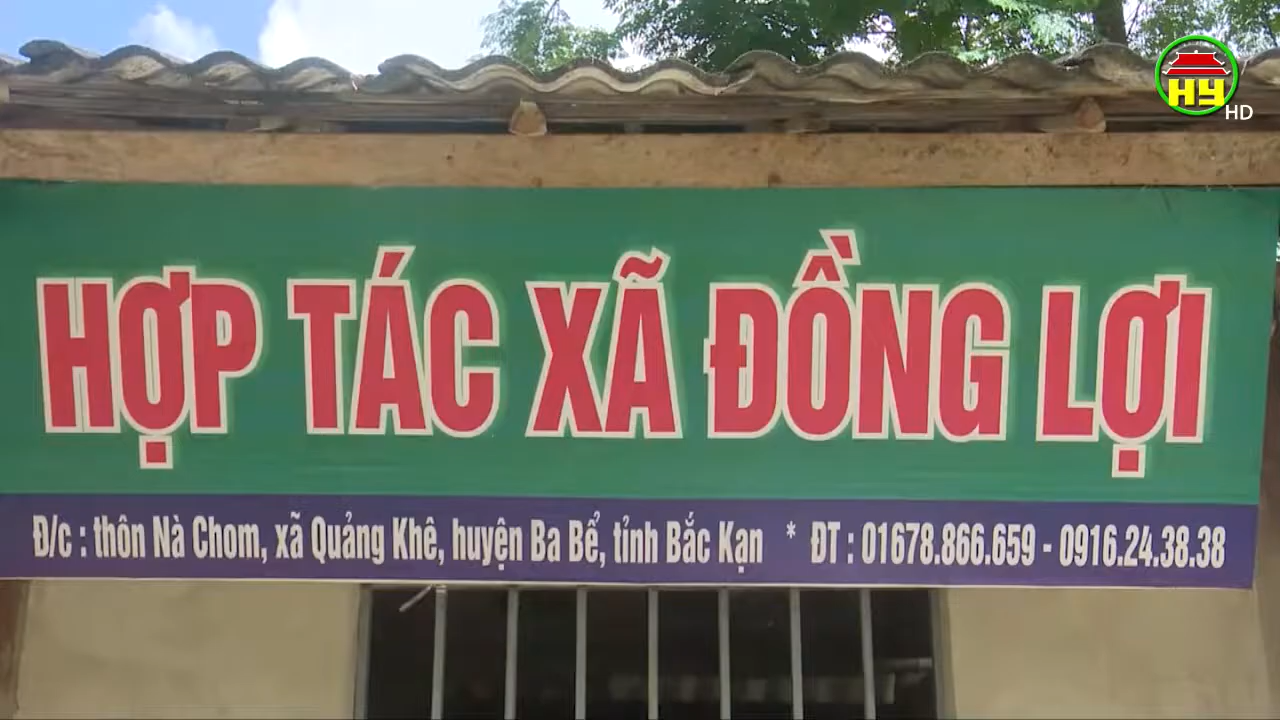 HY
HD
HỢP TÁC XÃ ĐỒNG LỢI
Đ/c : thôn Nà Chom, xã Quảng Khê, huyện Ba Bể, tỉnh Bắc Kạn * ĐT : 01678.866.659 - 0916.24.38.38